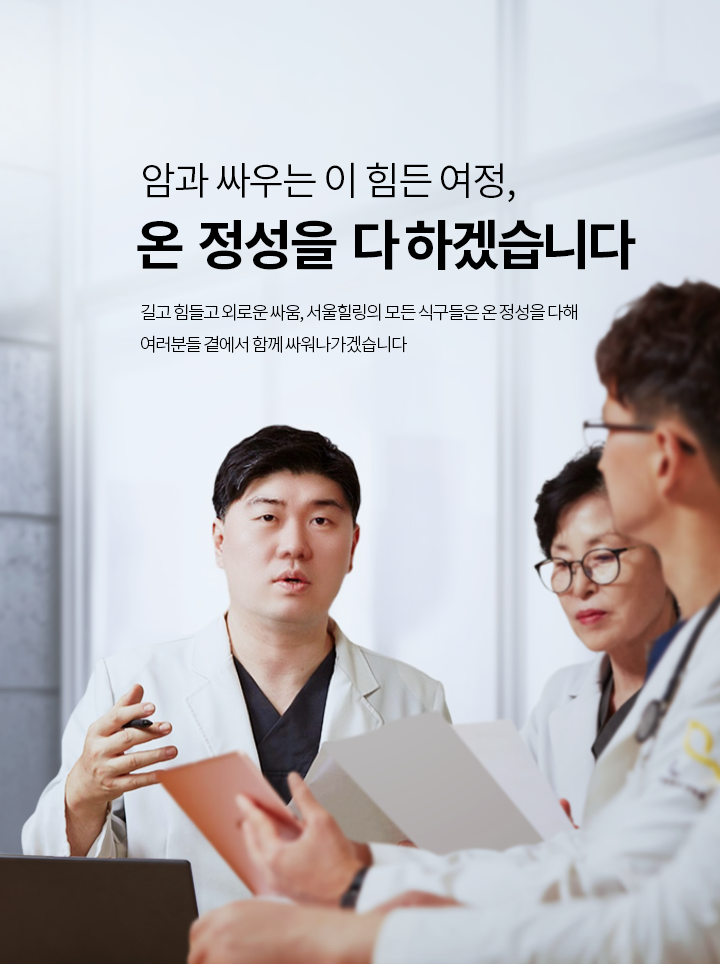 암과 싸우는 이 힘든 여정,
온 정성을 다하겠습니다
길고 힘들고 외로운 싸움, 서울힐링의 모든 식구들은 온 정성을 다해
여러분들 곁에서 함께 싸워나가겠습니다